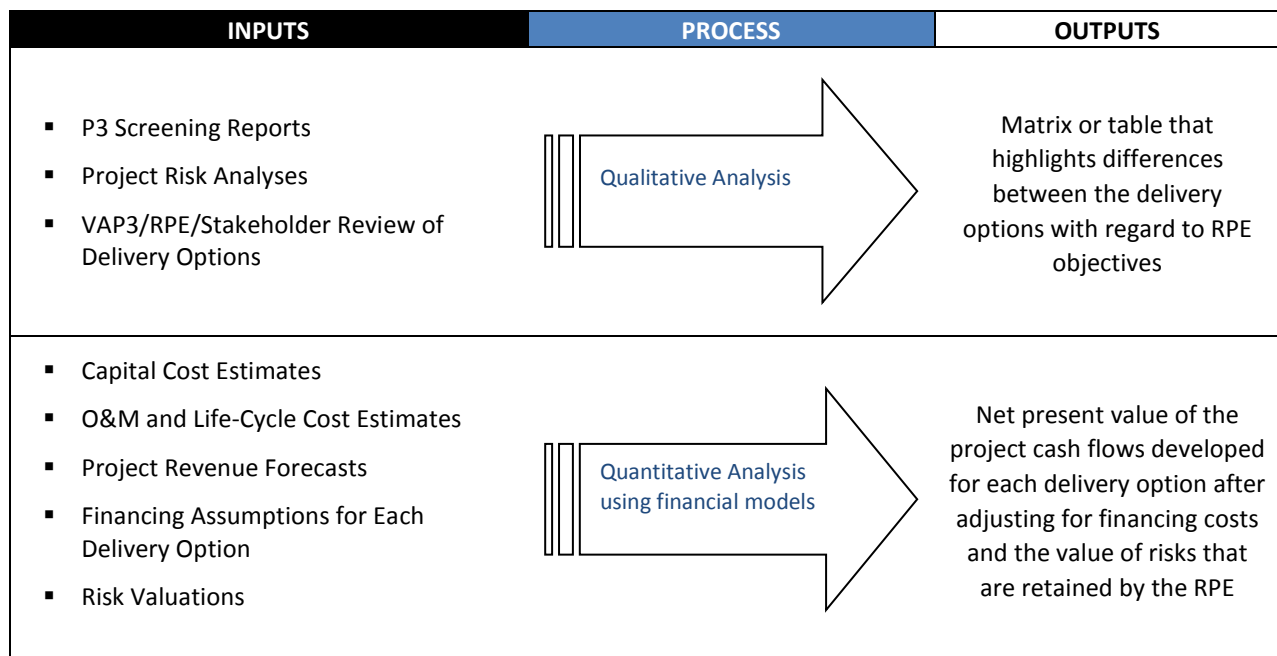 INPUTS
PROCESS
OUTPUTS
▪ P3 Screening Reports
▪ Project Risk Analyses
▪ VAP3/RPE/Stakeholder Review of
Delivery Options
Qualitative Analysis
Matrix or table that
highlights differences
between the delivery
options with regard to RPE
objectives
▪ Capital Cost Estimates
▪ O&M and Life-Cycle Cost Estimates
▪ Project Revenue Forecasts
▪ Financing Assumptions for Each
Delivery Option
▪ Risk Valuations
Quantitative Analysis
using financial models
Net present value of the
project cash flows developed
for each delivery option after
adjusting for financing costs
and the value of risks that
are retained by the RPE